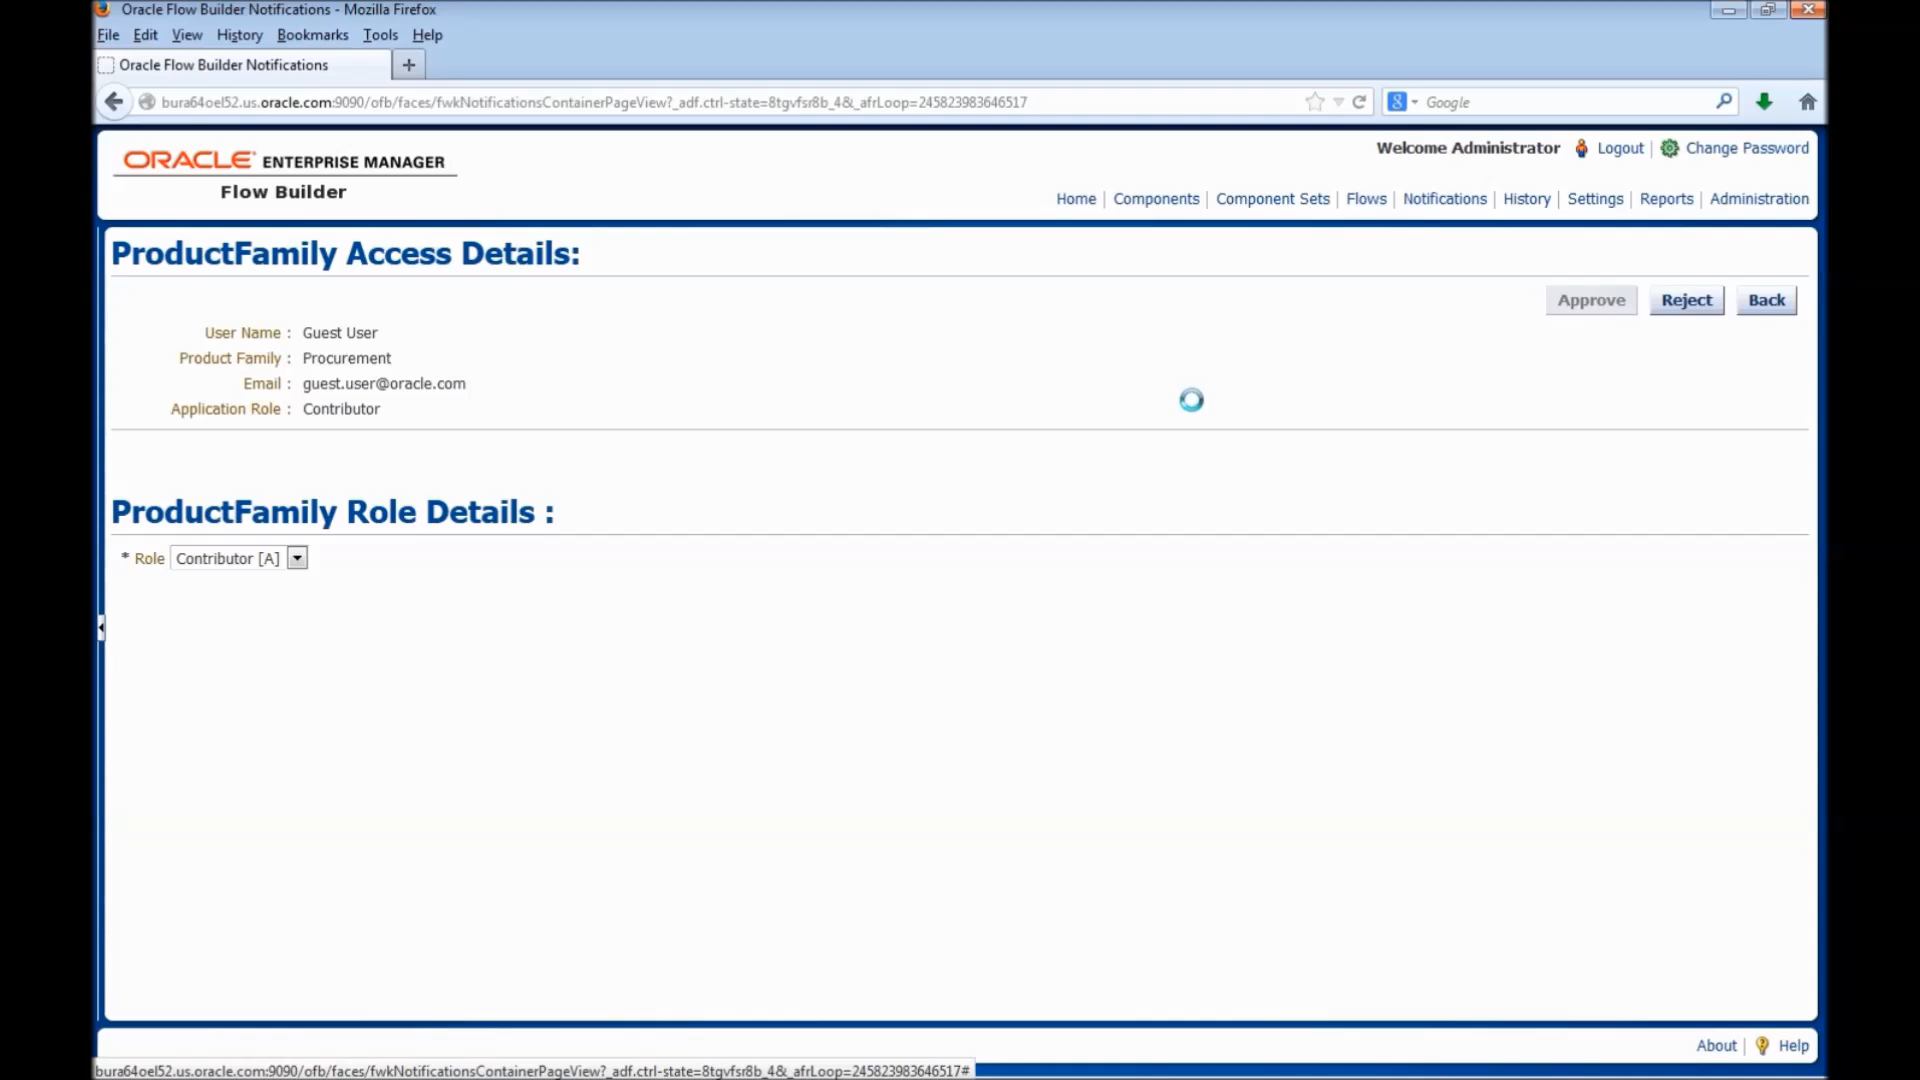 Oracle Flow Builder Notifications - Mozilla Firefox
File Edit View History Bookmarks Tools Help
Oracle Flow Builder Notifications
bura64oel52.us.oracle.com:9090/ofb/faces/fwkNotificationsContainerPageView?_adf.ctrl-state=8tgvfsr8b_4&_afrLoop=245823983646517
Google
ORACLE ENTERPRISE MANAGER
Flow Builder
Welcome Administrator Logout | Change Password
Home | Components | Component Sets | Flows | Notifications | History | Settings | Reports | Administration
ProductFamily Access Details:
Approve Reject Back
User Name : Guest User
Product Family : Procurement
Email : guest.user@oracle.com
Application Role : Contributor
ProductFamily Role Details :
* Role Contributor [A]
About | Help
bura64oel52.us.oracle.com:9090/ofb/faces/fwkNotificationsContainerPageView?_adf.ctrl-state=8tgvfsr8b_4&_afrLoop=245823983646517#